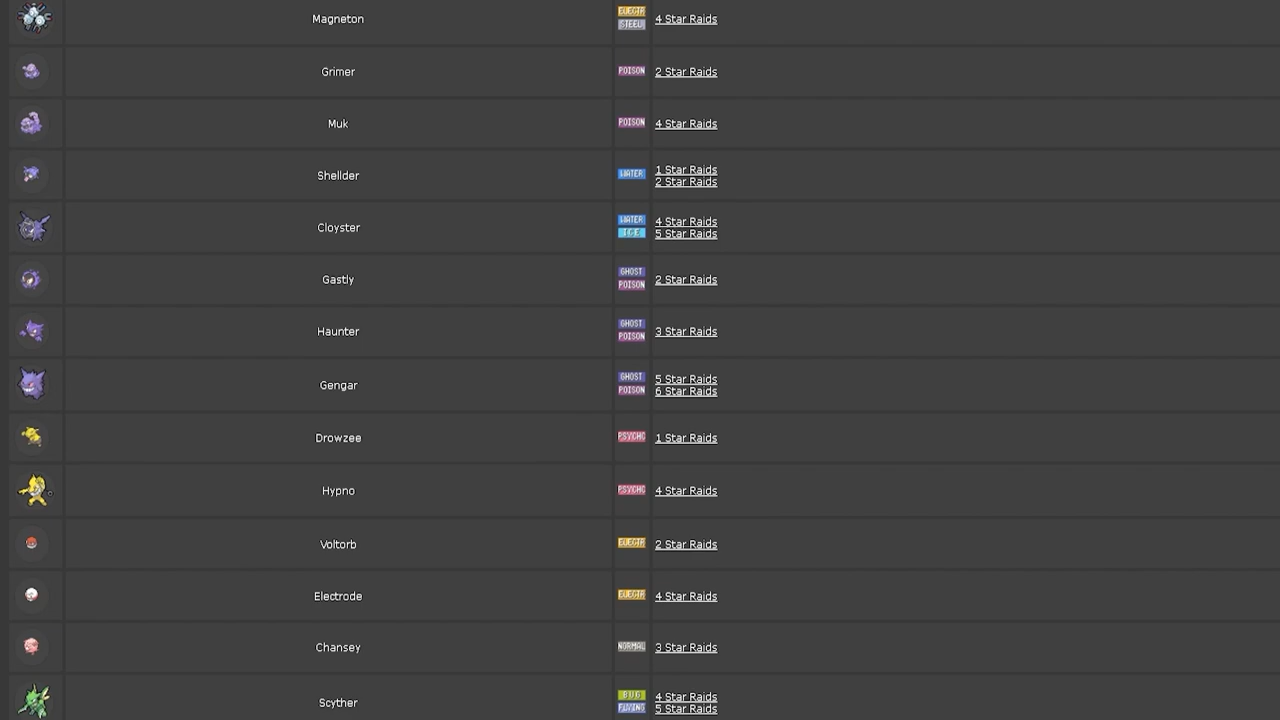 Magneton
ELECTR
STEEL
4 Star Raids
Grimer
POISON
2 Star Raids
Muk
POISON
4 Star Raids
Shellder
WATER
1 Star Raids
2 Star Raids
Cloyster
WATER
ICE
4 Star Raids
5 Star Raids
Gastly
GHOST
POISON
2 Star Raids
Haunter
GHOST
POISON
3 Star Raids
Gengar
GHOST
POISON
5 Star Raids
6 Star Raids
Drowzee
PSYCHC
1 Star Raids
Hypno
PSYCHC
4 Star Raids
Voltorb
ELECTR
2 Star Raids
Electrode
ELECTR
4 Star Raids
Chansey
NORMAL
3 Star Raids
Scyther
BUG
FLYING
4 Star Raids
5 Star Raids